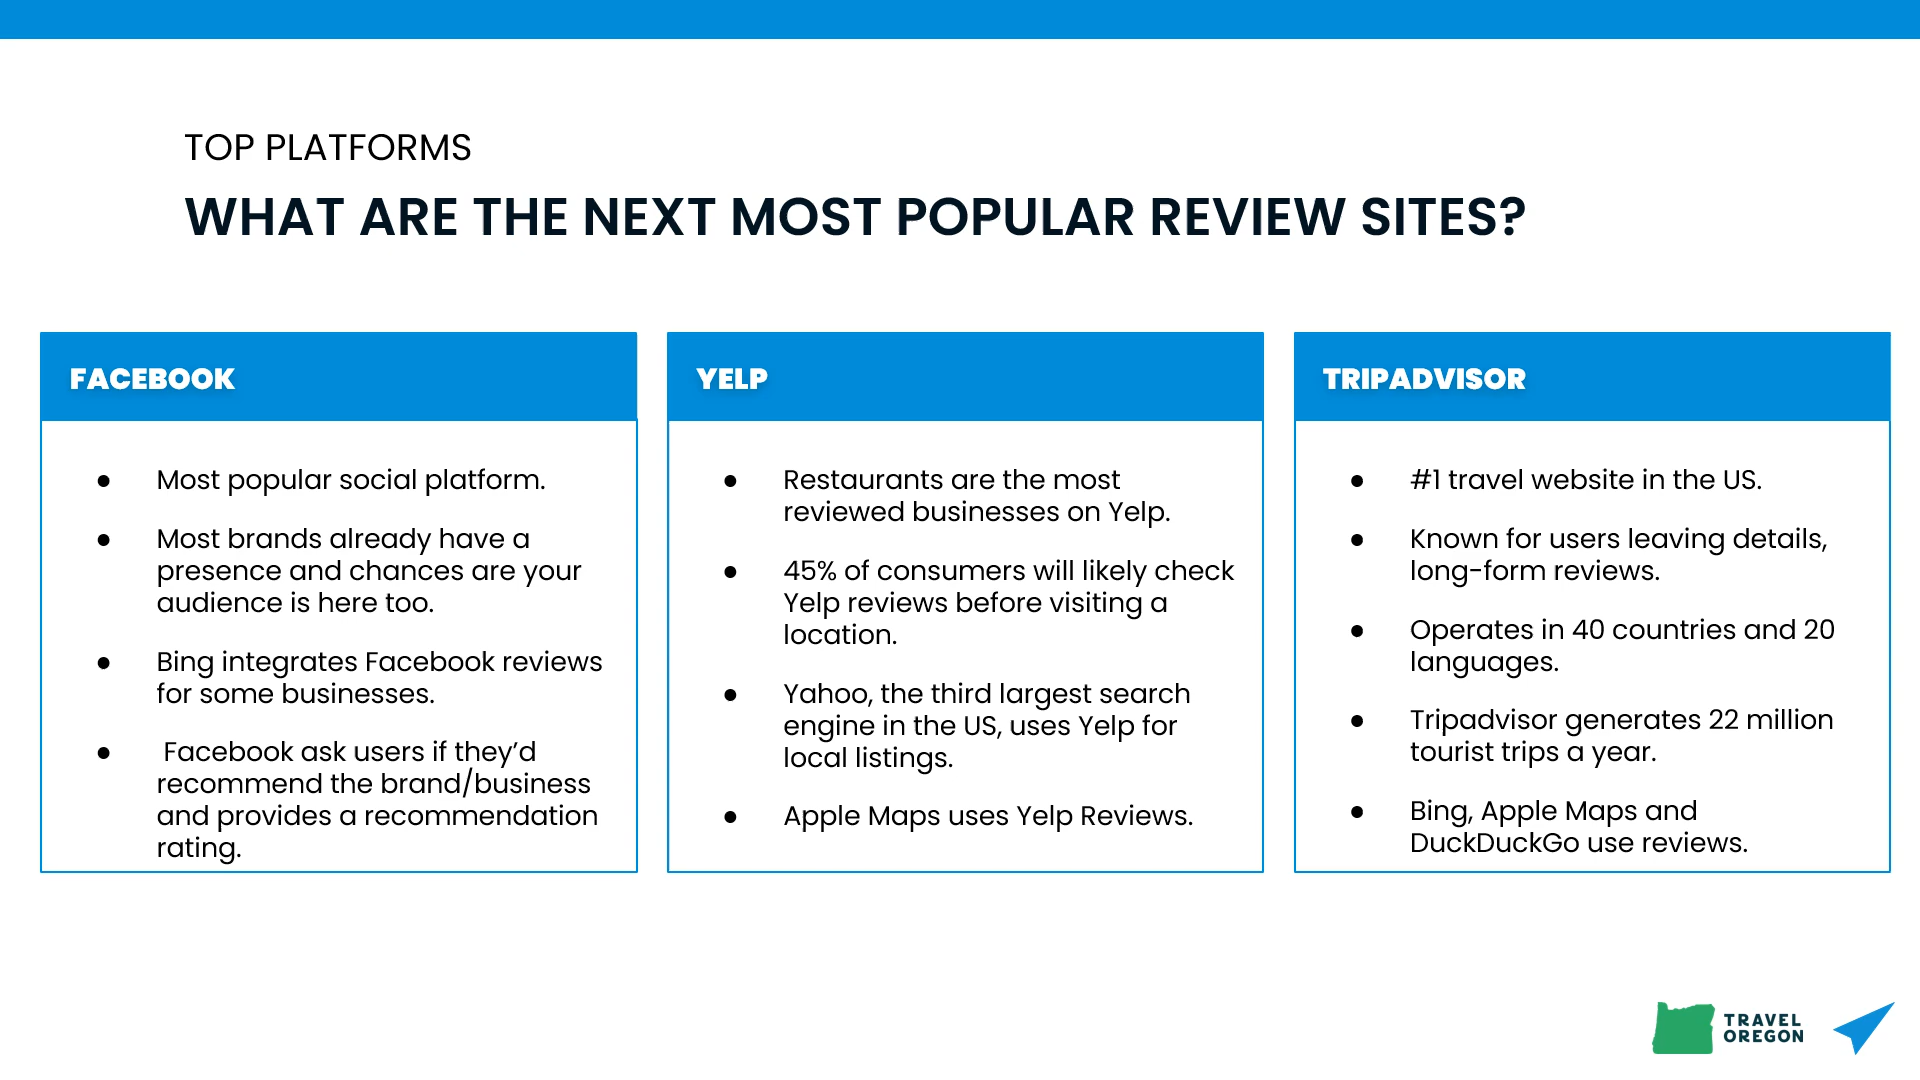 TOP PLATFORMS
WHAT ARE THE NEXT MOST POPULAR REVIEW SITES?
FACEBOOK
● Most popular social platform.
● Most brands already have a
presence and chances are your
audience is here too.
● Bing integrates Facebook reviews
for some businesses.
● Facebook ask users if they’d
recommend the brand/business
and provides a recommendation
rating.
YELP
● Restaurants are the most
reviewed businesses on Yelp.
● 45% of consumers will likely check
Yelp reviews before visiting a
location.
● Yahoo, the third largest search
engine in the US, uses Yelp for
local listings.
● Apple Maps uses Yelp Reviews.
TRIPADVISOR
● #1 travel website in the US.
● Known for users leaving details,
long-form reviews.
● Operates in 40 countries and 20
languages.
● Tripadvisor generates 22 million
tourist trips a year.
● Bing, Apple Maps and
DuckDuckGo use reviews.
TRAVEL
OREGON